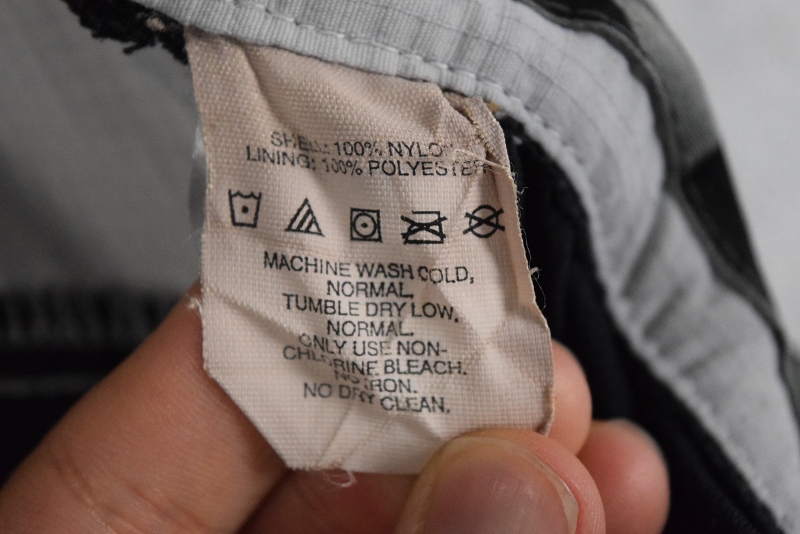 SHELL: 100% NYLON
LINING: 100% POLYESTER
MACHINE WASH COLD,
NORMAL.
TUMBLE DRY LOW,
NORMAL.
ONLY USE NON-
CHLORINE BLEACH.
NO IRON.
NO DRY CLEAN.